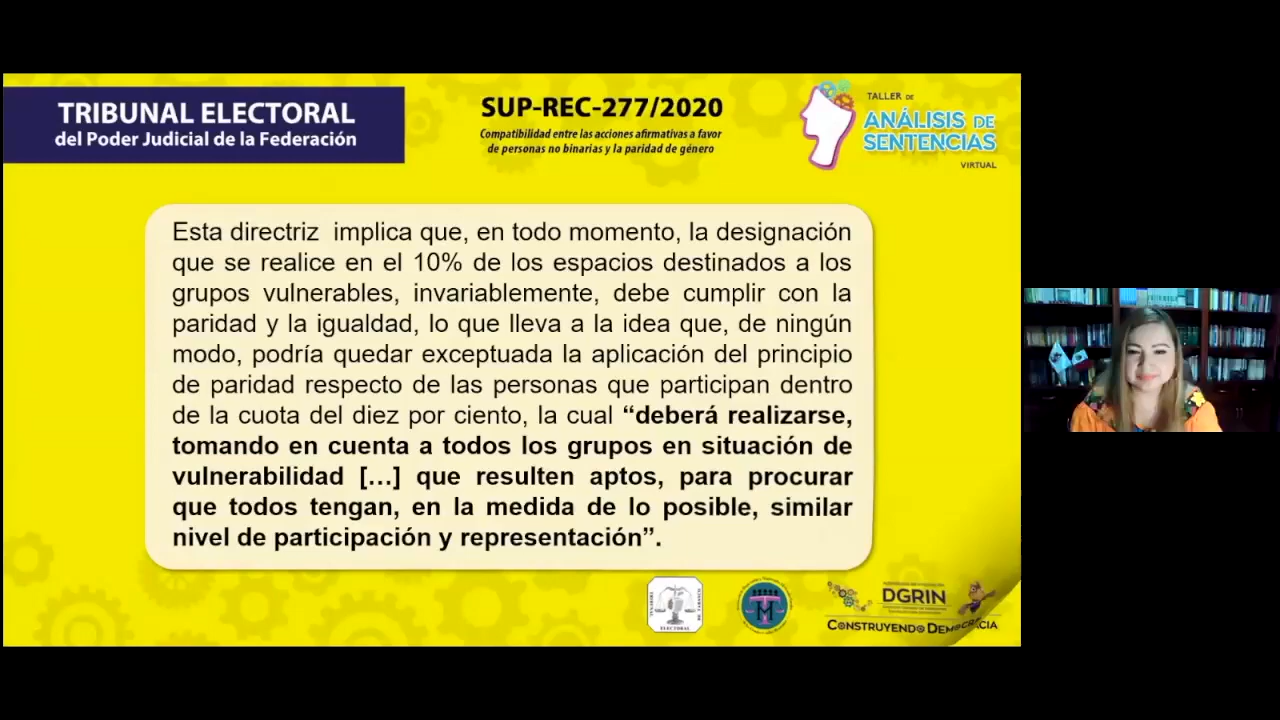 TRIBUNAL ELECTORAL
del Poder Judicial de la Federación
SUP-REC-277/2020
Compatibilidad entre las acciones afirmativas a favor
de personas no binarias y la paridad de género
TALLER DE
ANÁLISIS DE
SENTENCIAS
VIRTUAL
Esta directriz implica que, en todo momento, la designación
que se realice en el 10% de los espacios destinados a los
grupos vulnerables, invariablemente, debe cumplir con la
paridad y la igualdad, lo que lleva a la idea que, de ningún
modo, podría quedar exceptuada la aplicación del principio
de paridad respecto de las personas que participan dentro
de la cuota del diez por ciento, la cual “deberá realizarse,
tomando en cuenta a todos los grupos en situación de
vulnerabilidad […] que resulten aptos, para procurar
que todos tengan, en la medida de lo posible, similar
nivel de participación y representación”.
TRIBUNAL
ELECTORAL
DE TABASCO
DGRIN
CONSTRUYENDO DEMOCRACIA